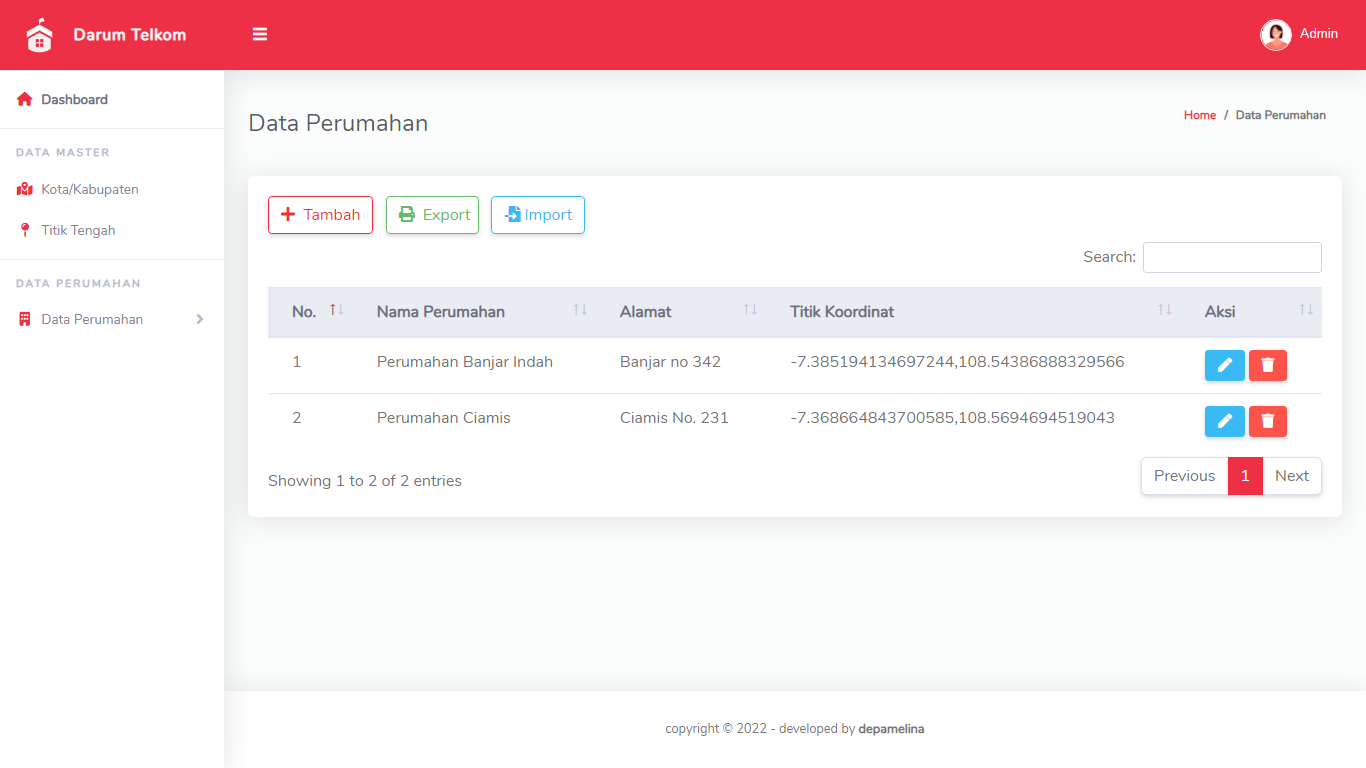 Darum Telkom
Admin
Dashboard
DATA MASTER
Kota/Kabupaten
Titik Tengah
DATA PERUMAHAN
Data Perumahan
Data Perumahan
Home / Data Perumahan
Tambah Export Import
Search:
No. Nama Perumahan Alamat Titik Koordinat Aksi
1 Perumahan Banjar Indah Banjar no 342 -7.385194134697244,108.54386888329566
2 Perumahan Ciamis Ciamis No. 231 -7.368664843700585,108.5694694519043
Showing 1 to 2 of 2 entries
Previous 1 Next
copyright © 2022 - developed by depamelina